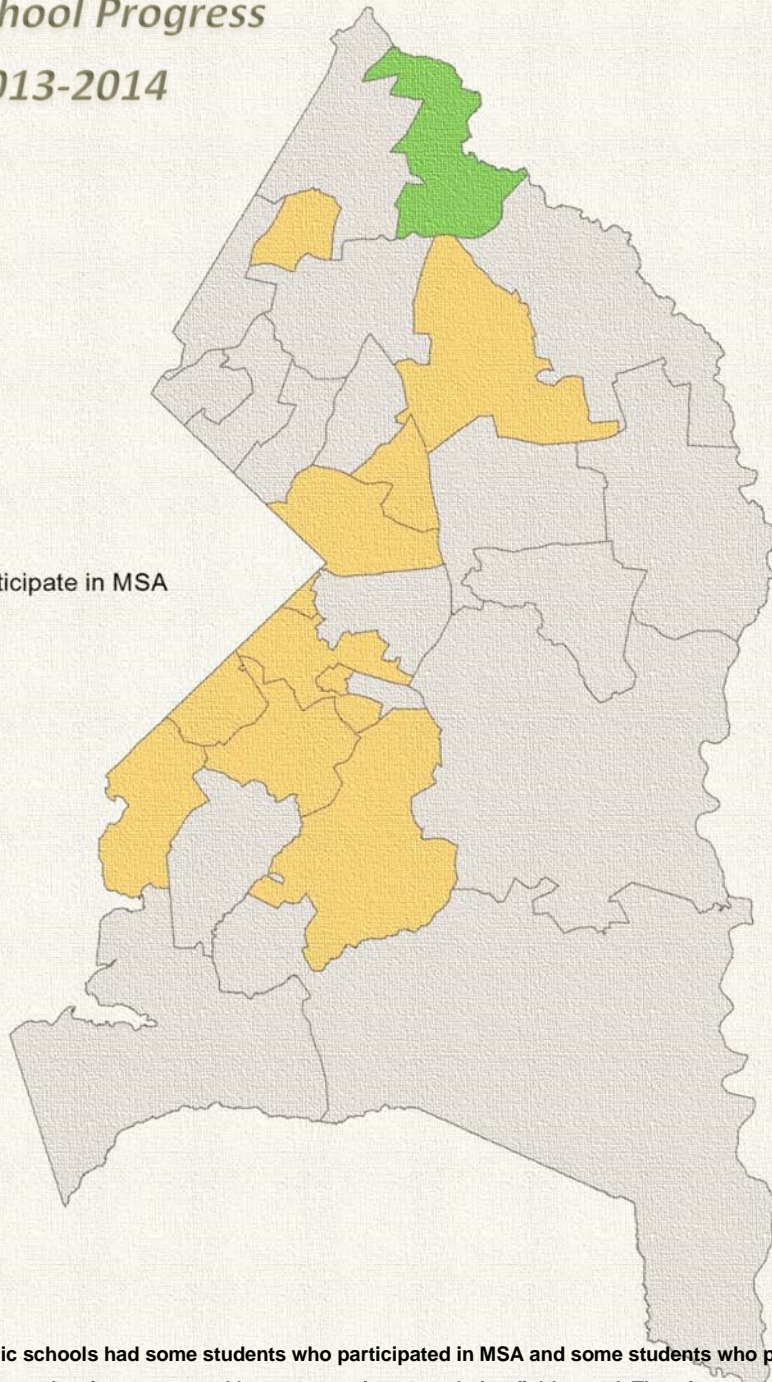 hool Progress
013-2014
ticipate in MSA
ic schools had some students who participated in MSA and some students who p